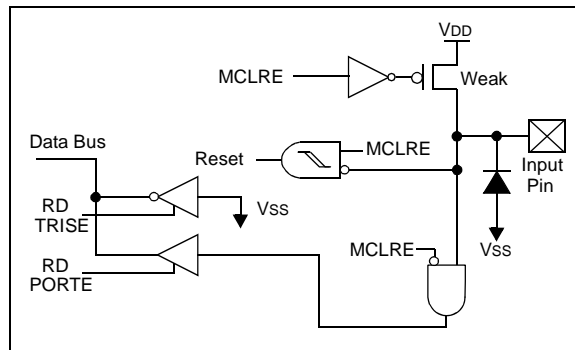 VDD
MCLRE
Weak
Data Bus
Reset
MCLRE
Input
Pin
RD
TRISE
VSS
VSS
MCLRE
RD
PORTE